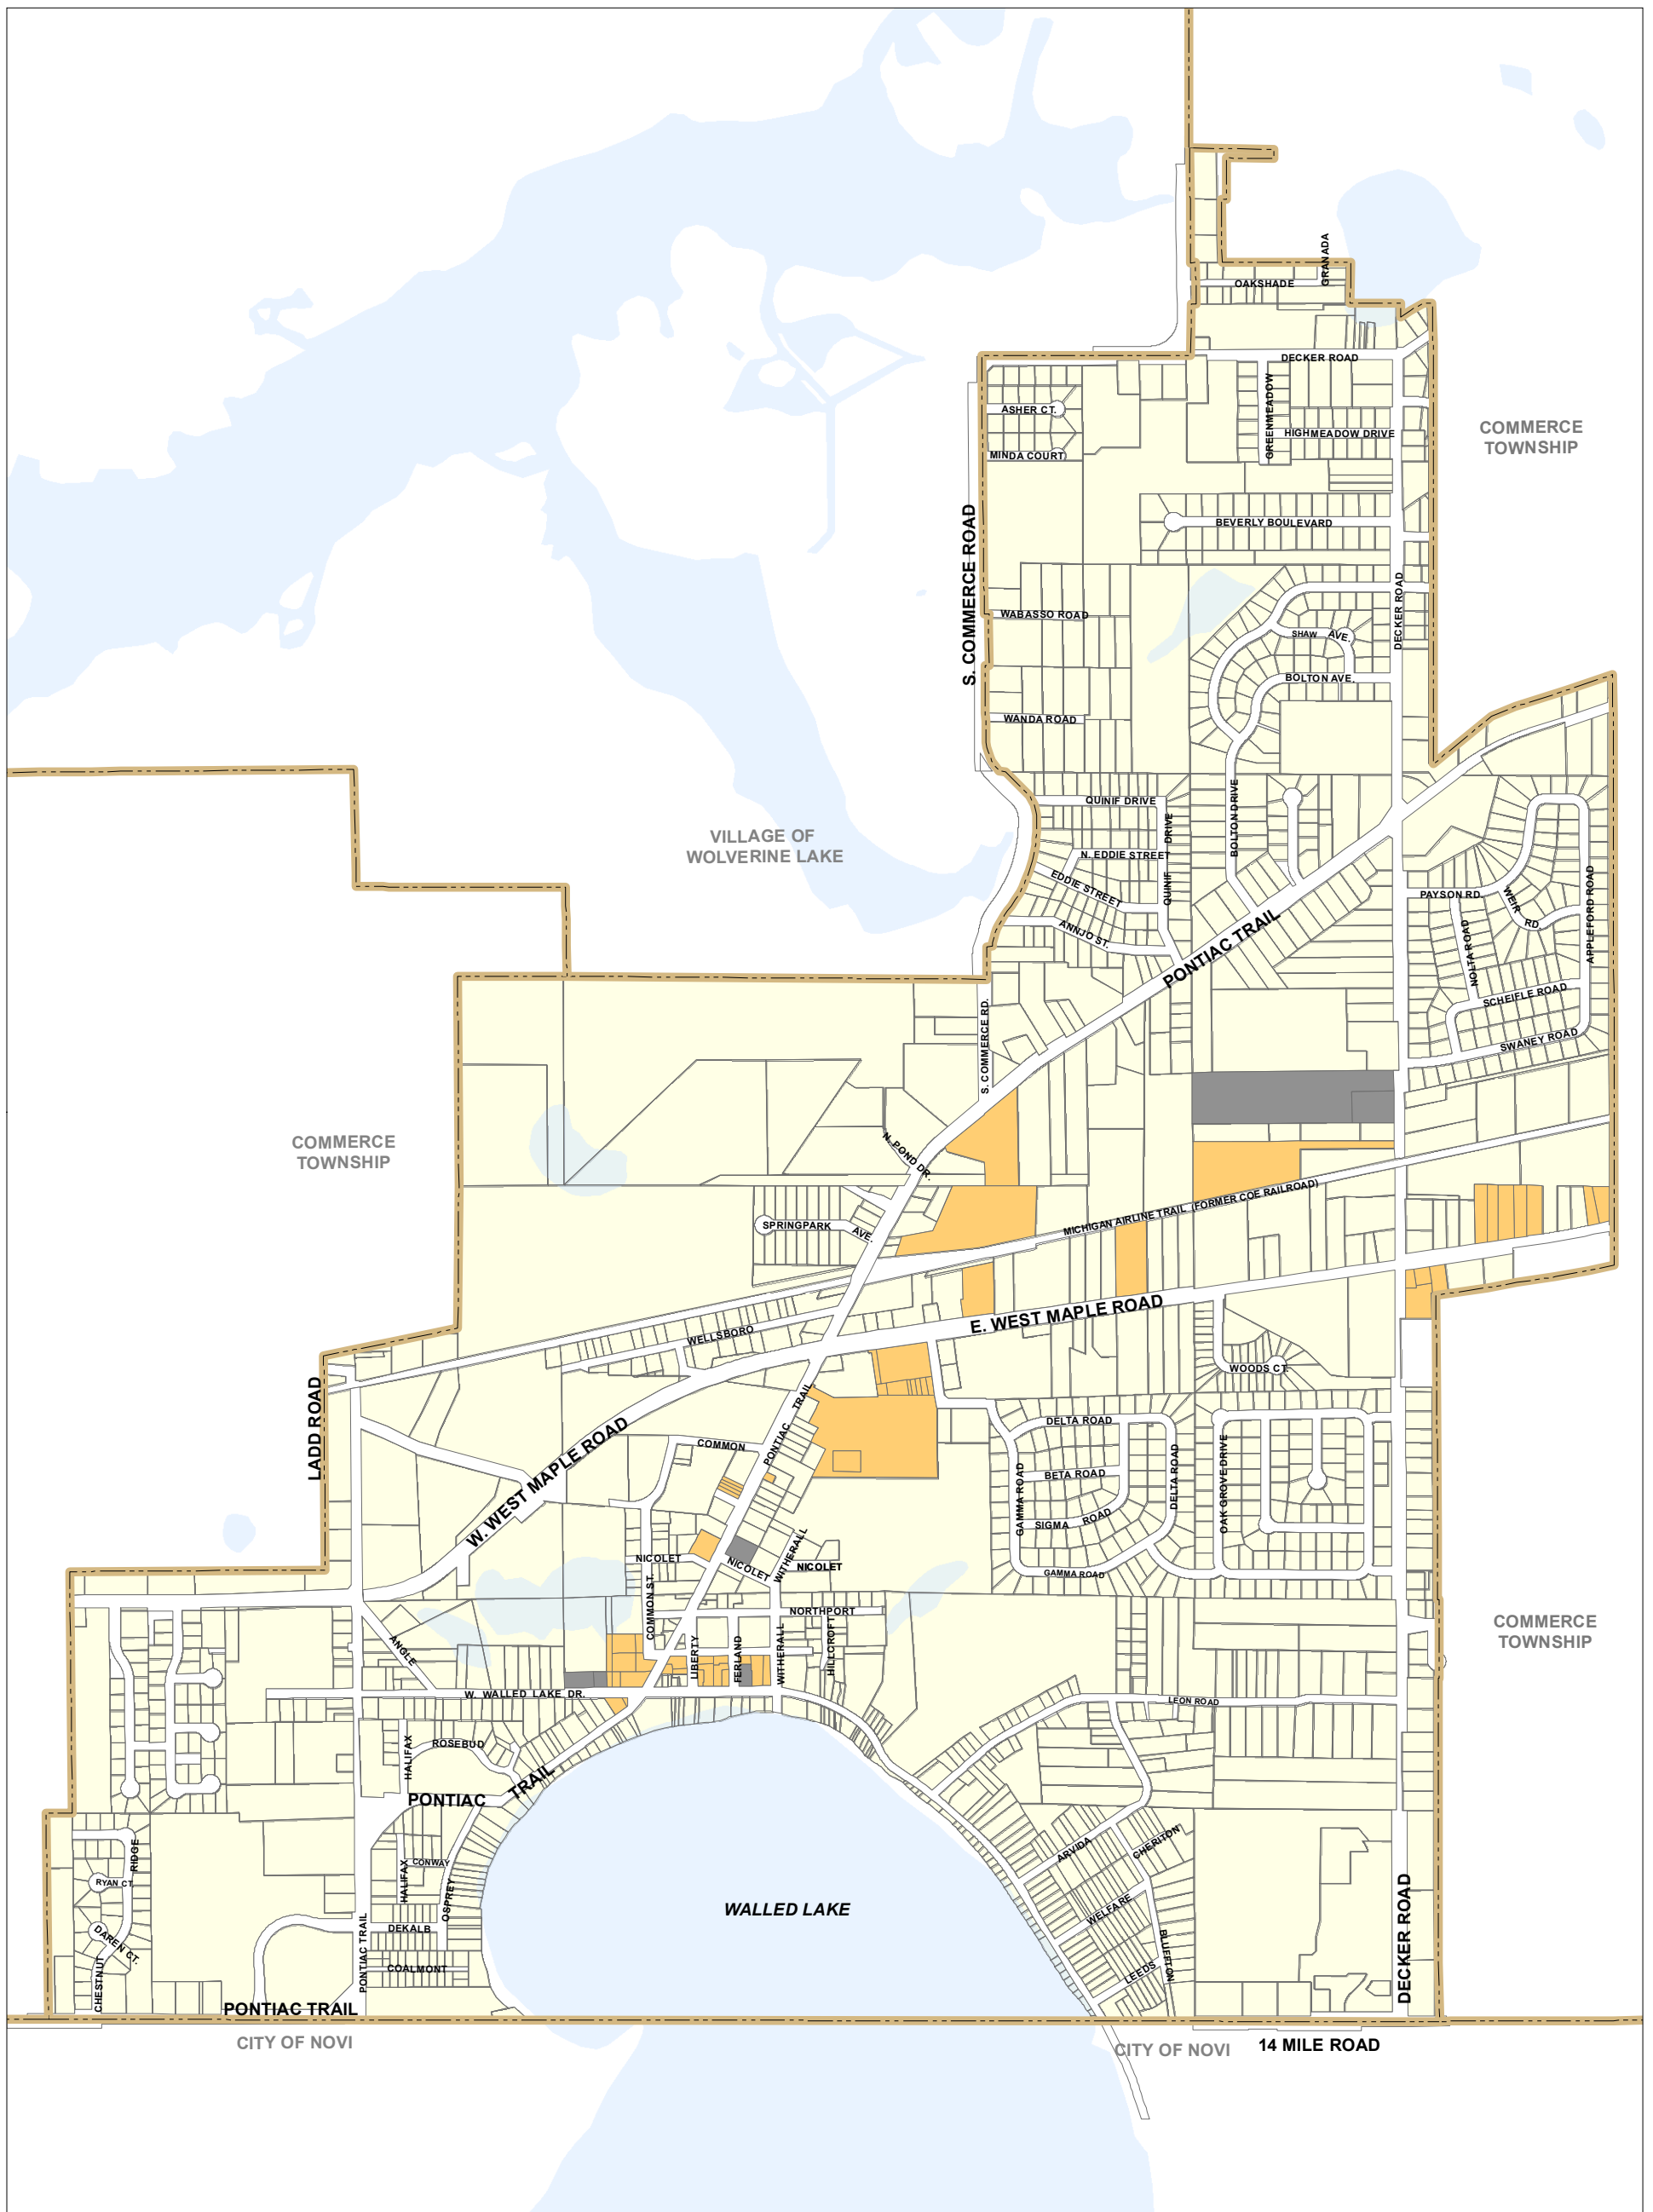 GRANADA
OAKSHADE
DECKER ROAD
GREENMEADOW
ASHER CT.
HIGHMEADOW DRIVE
MINDA COURT
COMMERCE
TOWNSHIP
BEVERLY BOULEVARD
S. COMMERCE ROAD
DECKER ROAD
WABASSO ROAD
SHAW AVE.
BOLTON AVE.
WANDA ROAD
QUINIF DRIVE
BOLTON DRIVE
QUINIF DRIVE
VILLAGE OF
WOLVERINE LAKE
N. EDDIE STREET
EDDIE STREET
ANNJO ST.
PONTIAC TRAIL
PAYSON RD.
WEIR RD.
APPLEFORD ROAD
NOLTA ROAD
SCHEIFLE ROAD
SWANEY ROAD
S. COMMERCE RD.
COMMERCE
TOWNSHIP
N. POND DR.
SPRINGPARK AVE.
MICHIGAN AIRLINE TRAIL (FORMER COE RAILROAD)
E. WEST MAPLE ROAD
WELLSBORO
WOODS CT.
LADD ROAD
W. WEST MAPLE ROAD
PONTIAC TRAIL
COMMON
DELTA ROAD
BETA ROAD
GAMMA ROAD
SIGMA ROAD
DELTA ROAD
OAK GROVE DRIVE
GAMMA ROAD
NICOLET
NICOLET
WITHERALL
NICOLET
COMMON ST.
NORTHPORT
COMMERCE
TOWNSHIP
ANGLE
LIBERTY
FERLAND
WITHERALL
HILLCROFT
W. WALLED LAKE DR.
LEON ROAD
HALIFAX
ROSEBUD
PONTIAC TRAIL
RIDGE
RYAN CT.
DAREN CT.
CHESTNUT
CONWAY
HALIFAX
OSPREY
DEKALB
COALMONT
PONTIAC TRAIL
WALLED LAKE
ARVIDA
CHERITON
WELFARE
LEEDS
BLUFFTON
DECKER ROAD
PONTIAC TRAIL
CITY OF NOVI
CITY OF NOVI
14 MILE ROAD